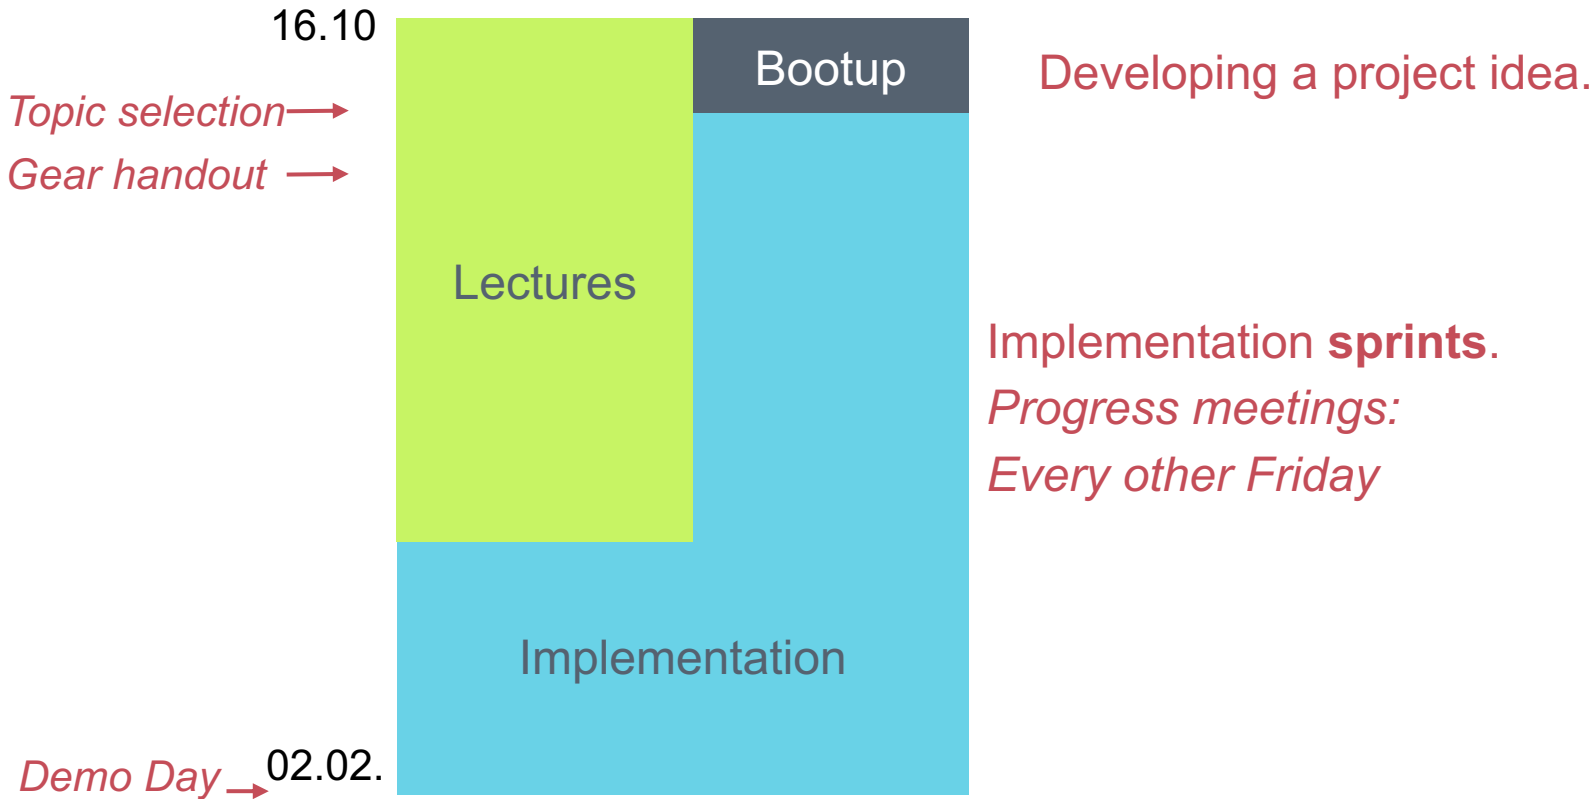 16.10
Bootup
Developing a project idea.
Topic selection
Gear handout
Lectures
Implementation sprints.
Progress meetings:
Every other Friday
Implementation
02.02.
Demo Day